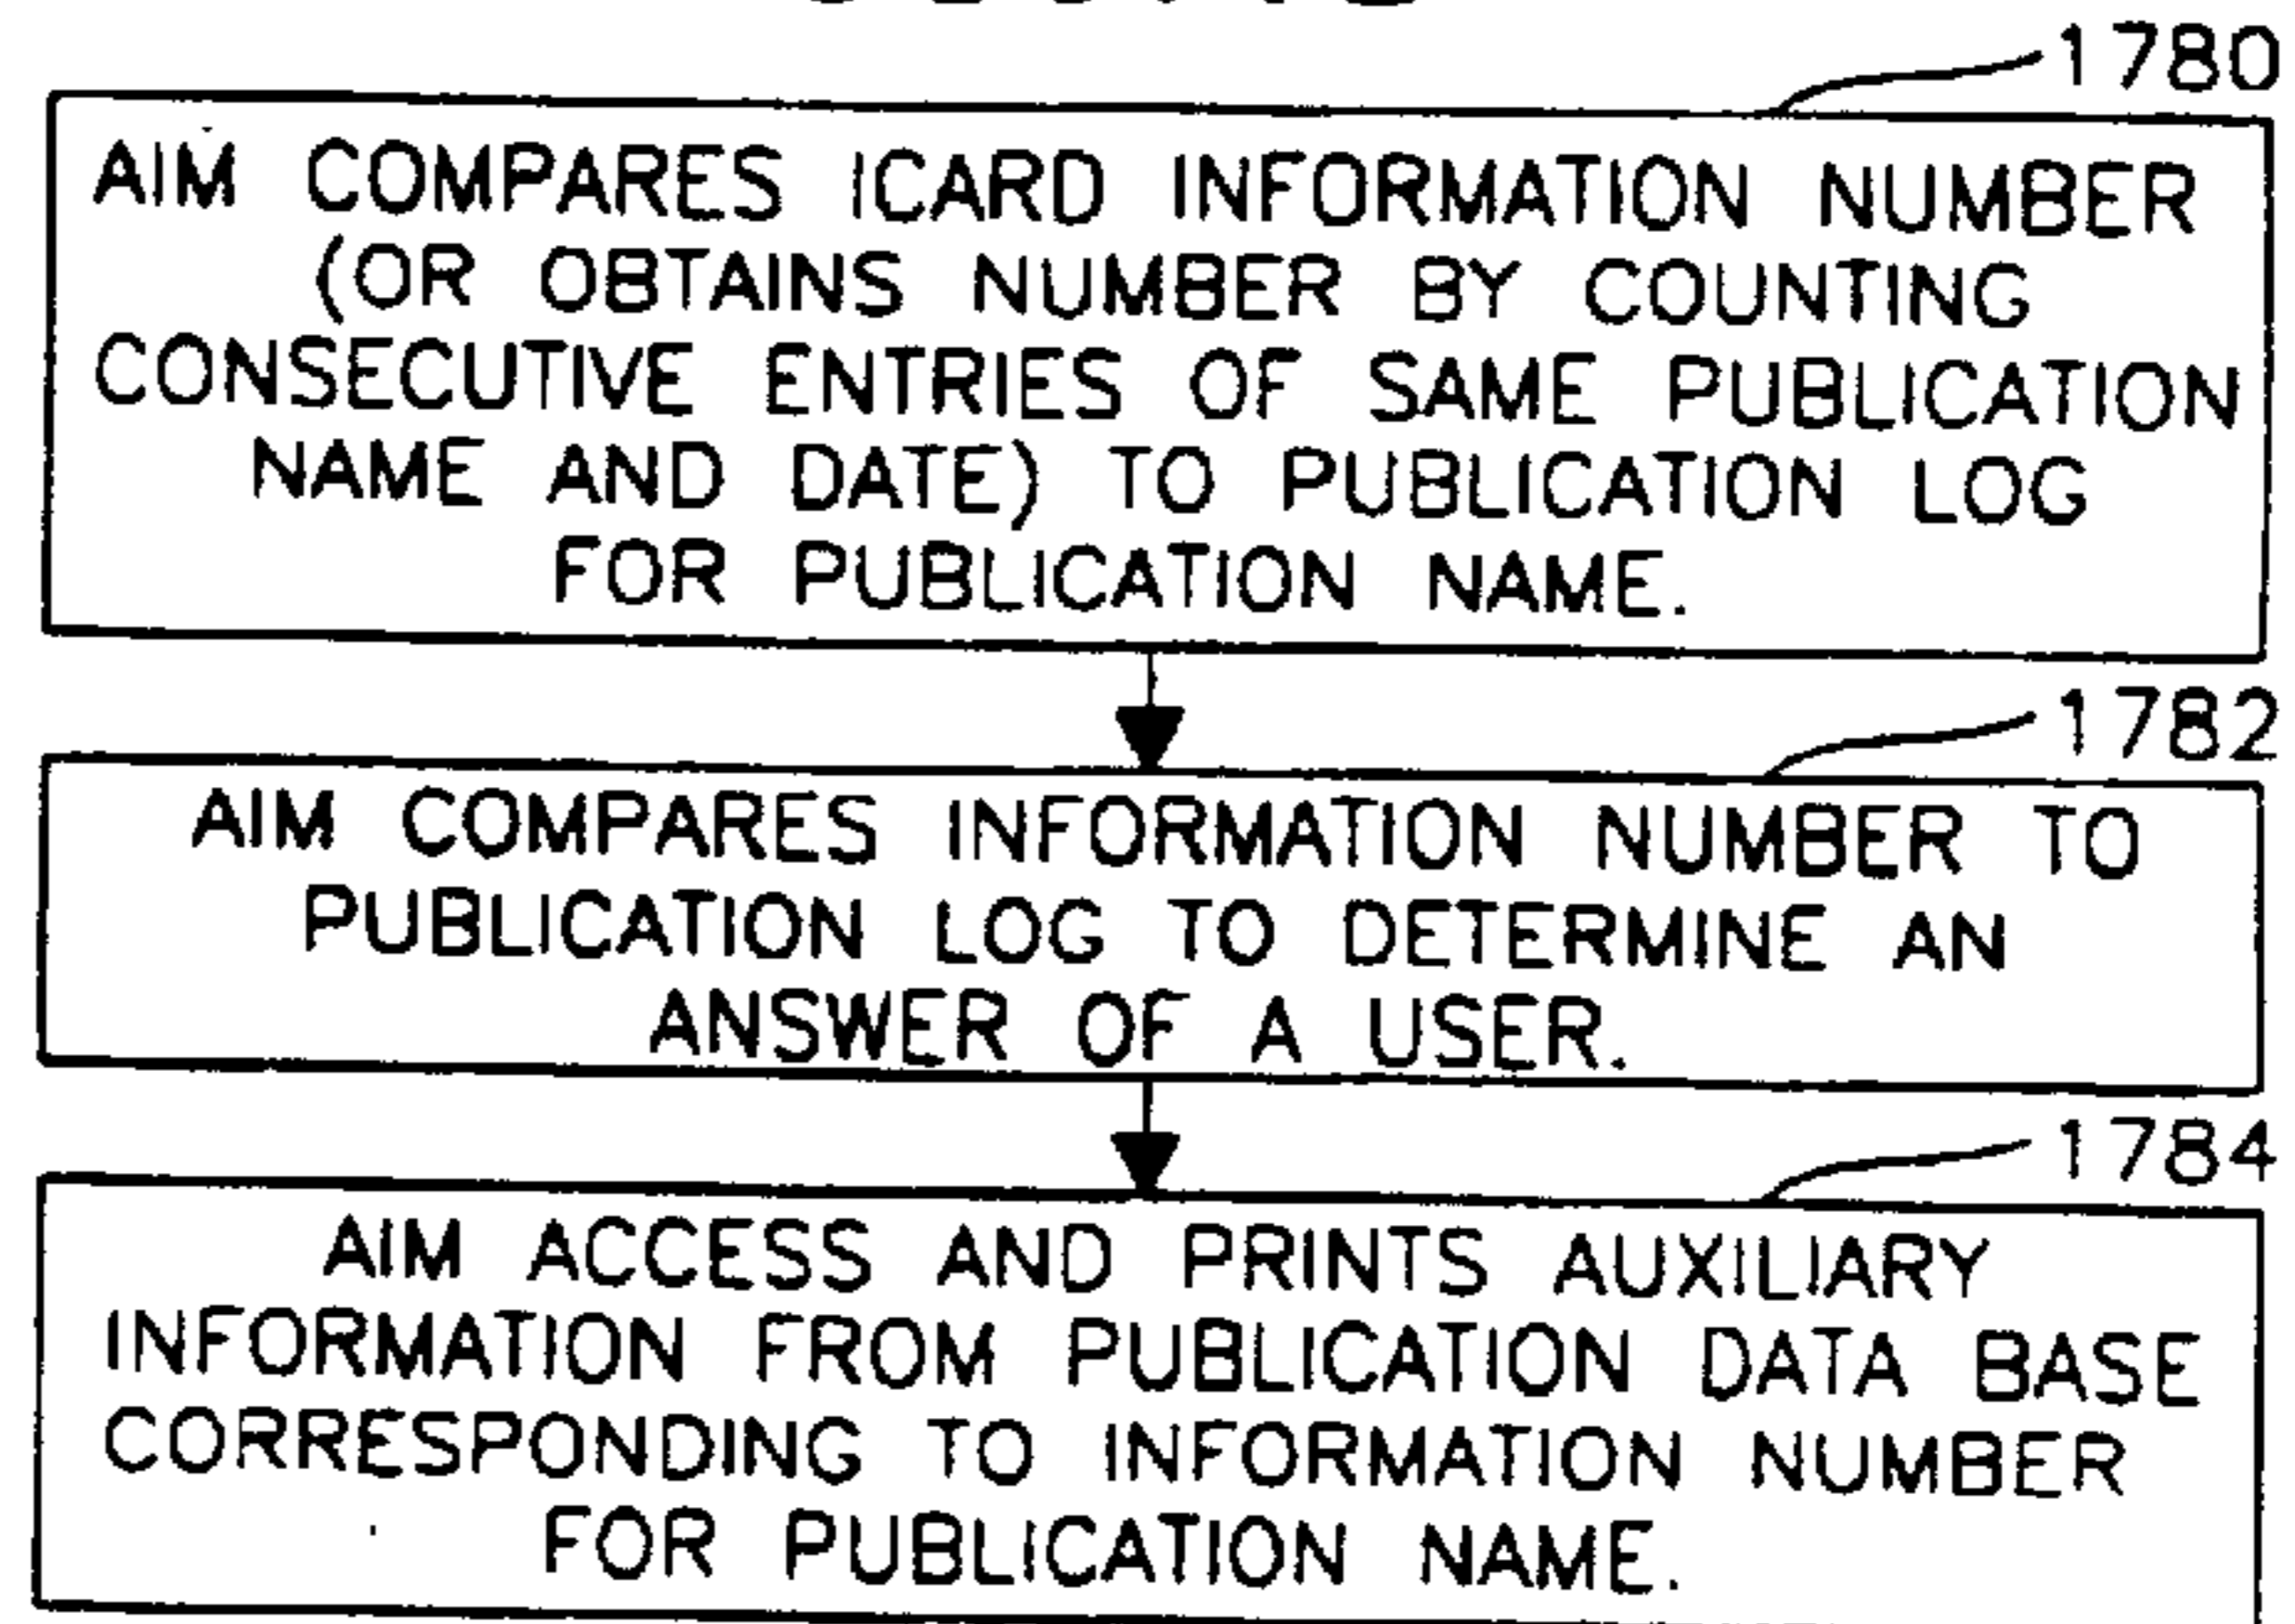 1780
AIM COMPARES ICARD INFORMATION NUMBER
(OR OBTAINS NUMBER BY COUNTING
CONSECUTIVE ENTRIES OF SAME PUBLICATION
NAME AND DATE) TO PUBLICATION LOG
FOR PUBLICATION NAME.
1782
AIM COMPARES INFORMATION NUMBER TO
PUBLICATION LOG TO DETERMINE AN
ANSWER OF A USER.
1784
AIM ACCESS AND PRINTS AUXILIARY
INFORMATION FROM PUBLICATION DATA BASE
CORRESPONDING TO INFORMATION NUMBER
FOR PUBLICATION NAME.